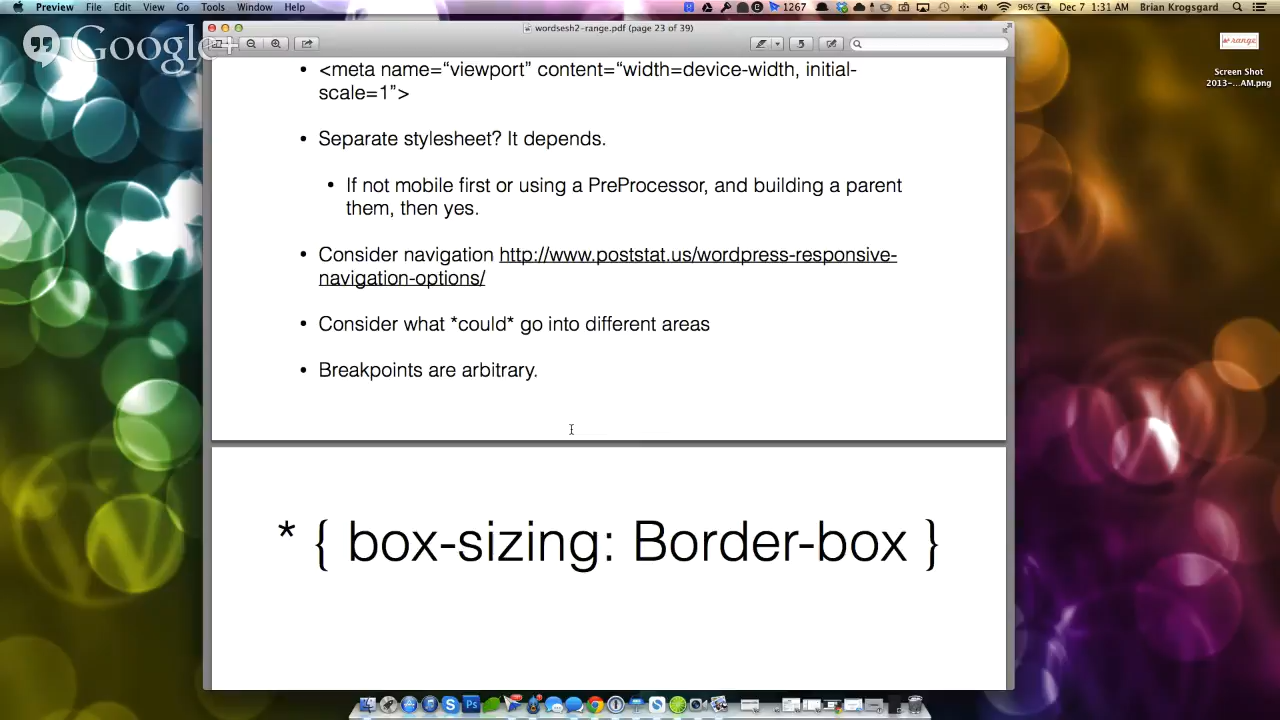 Preview File Edit View Go Tools Window Help
1267
96% Dec 7 1:31 AM Brian Krogsgard
wordsesh2-range.pdf (page 23 of 39)
Google+
range
Screen Shot
2013-...AM.png
• <meta name=“viewport” content=“width=device-width, initial-
scale=1”>
• Separate stylesheet? It depends.
• If not mobile first or using a PreProcessor, and building a parent
them, then yes.
• Consider navigation http://www.poststat.us/wordpress-responsive-
navigation-options/
• Consider what *could* go into different areas
• Breakpoints are arbitrary.
* { box-sizing: Border-box }